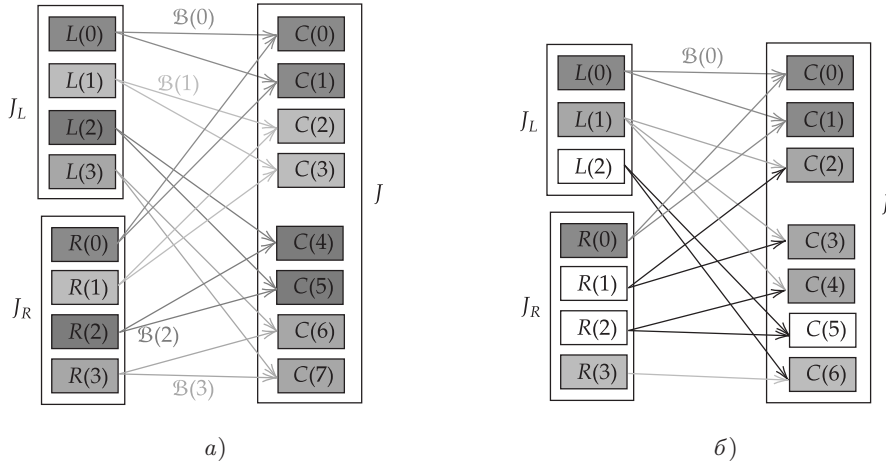 L(0)
L(1)
L(2)
L(3)
J_L
R(0)
R(1)
R(2)
R(3)
J_R
ℬ(0)
ℬ(1)
ℬ(2)
ℬ(3)
C(0)
C(1)
C(2)
C(3)
C(4)
C(5)
C(6)
C(7)
J
а)
L(0)
L(1)
L(2)
J_L
R(0)
R(1)
R(2)
R(3)
J_R
ℬ(0)
C(0)
C(1)
C(2)
C(3)
C(4)
C(5)
C(6)
J
б)